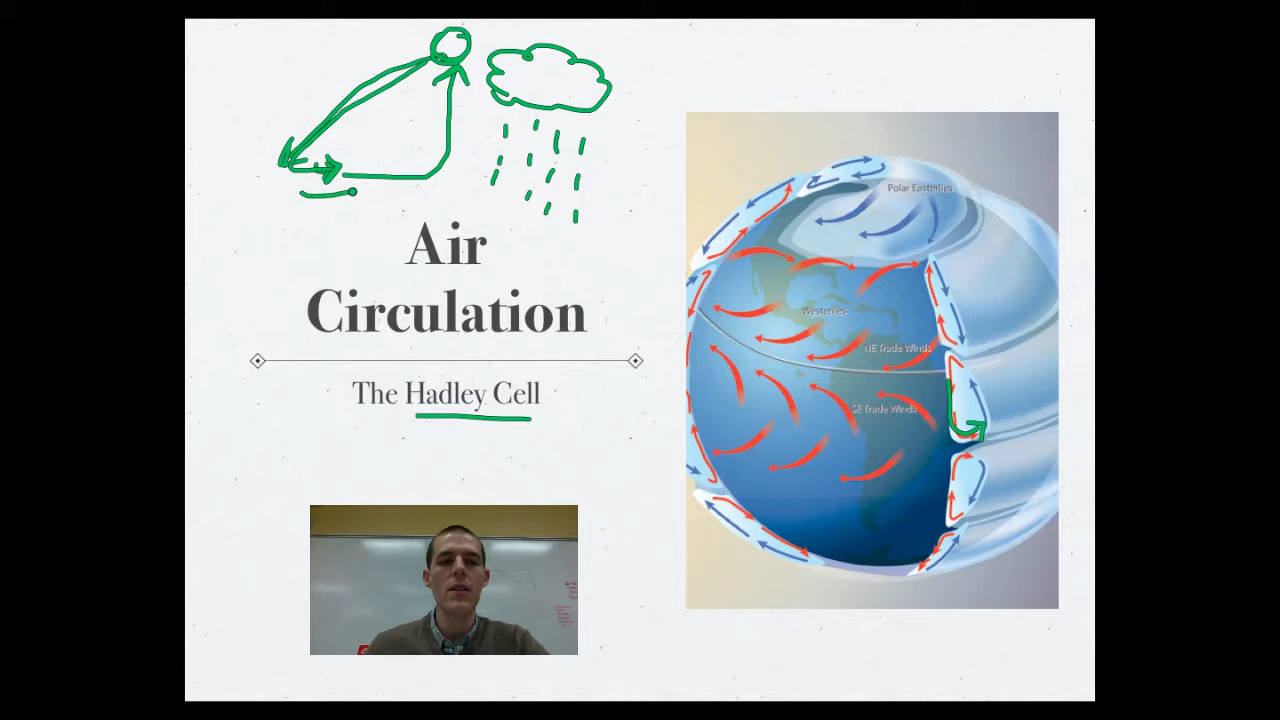 Air
Circulation
The Hadley Cell
Polar Easterlies
Westerlies
NE Trade Winds
SE Trade Winds